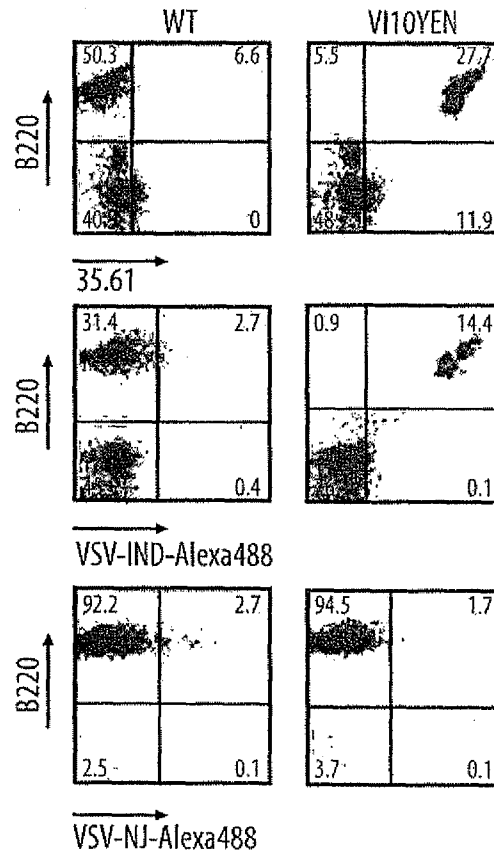 WT VI10YEN
50.3 6.6 5.5 27.7
B220
0 11.9
35.61
31.4 2.7 0.9 14.4
B220
0.4 0.1
VSV-IND-Alexa488
92.2 2.7 94.5 1.7
B220
2.5 0.1 3.7 0.1
VSV-NJ-Alexa488